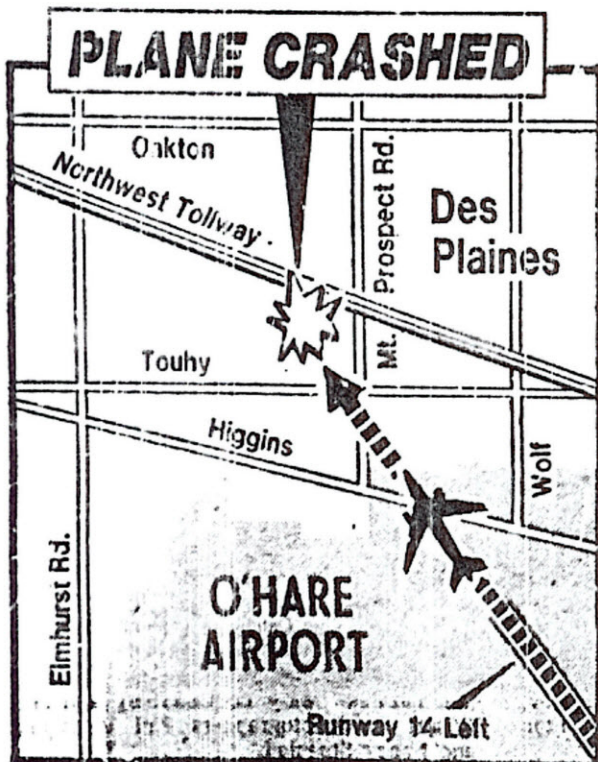 PLANE CRASHED
Oakton
Northwest Tollway
Mt. Prospect Rd.
Des
Plaines
Touhy
Higgins
Wolf
Elmhurst Rd.
O'HARE
AIRPORT
Runway 14 Left